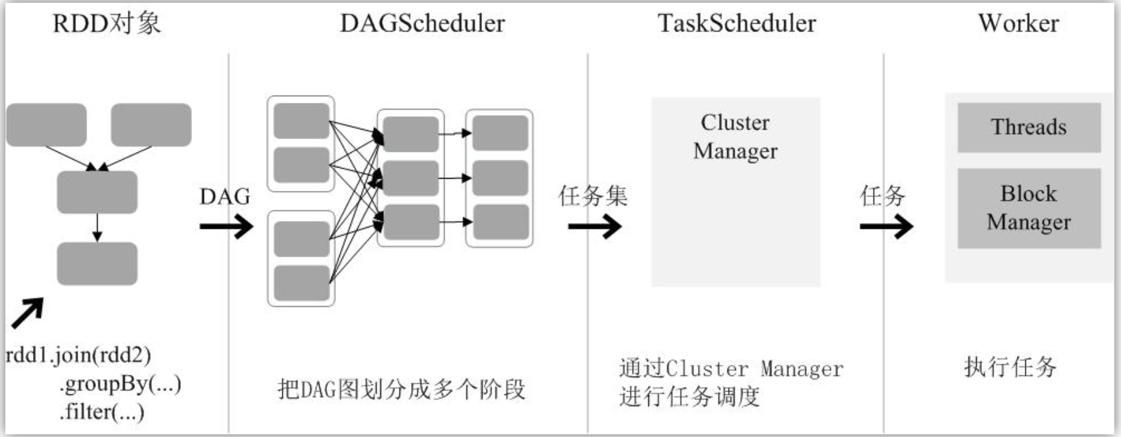 RDD对象
DAGScheduler
TaskScheduler
Worker
DAG
任务集
任务
Cluster
Manager
Threads
Block
Manager
rdd1.join(rdd2)
.groupBy(...)
.filter(...)
把DAG图划分成多个阶段
通过Cluster Manager
进行任务调度
执行任务